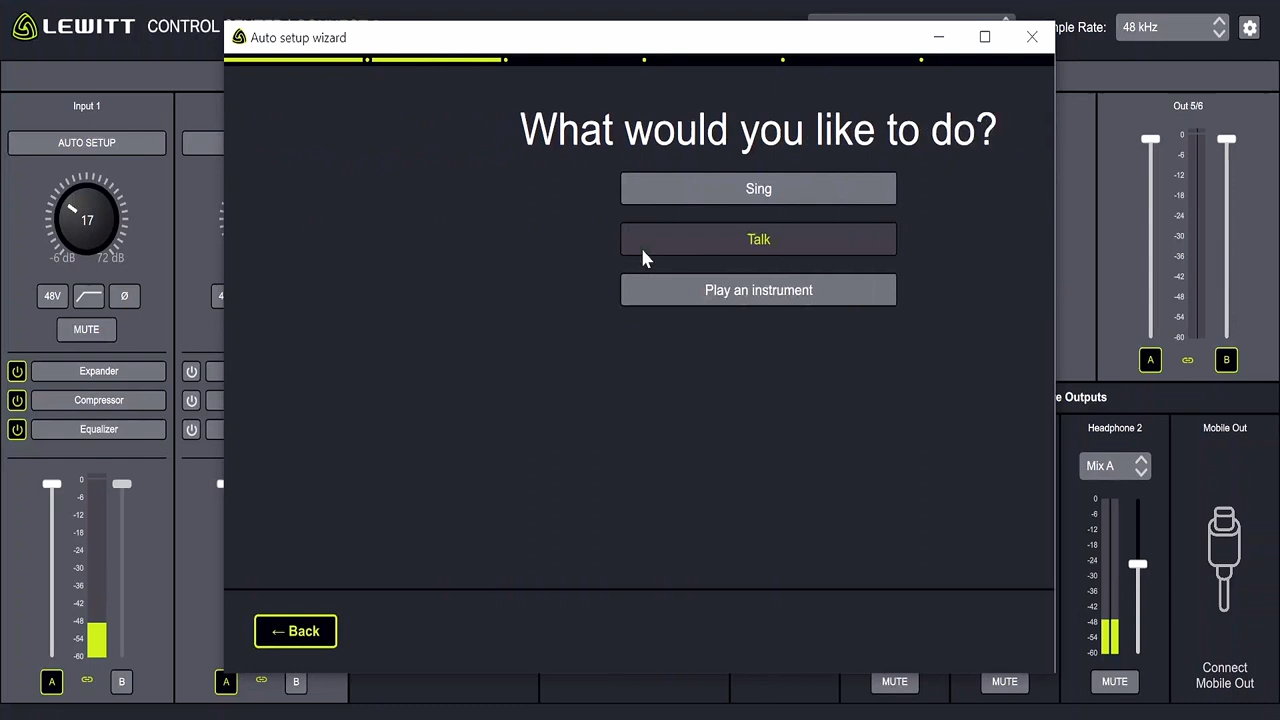 LEWITT CONTROL
Sample Rate: 48 kHz
Auto setup wizard
What would you like to do?
Sing
Talk
Play an instrument
← Back
Input 1
AUTO SETUP
17
-6 dB 72 dB
48V Ø
MUTE
Expander
Compressor
Equalizer
0
-6
-12
-18
-24
-30
-36
-42
-48
-54
-60
A B
A B
MUTE
MUTE
Out 5/6
0
-6
-12
-18
-24
-30
-36
-42
-48
-54
-60
A B
e Outputs
Headphone 2
Mix A
0
-6
-12
-18
-24
-30
-36
-42
-48
-54
-60
MUTE
Mobile Out
Connect
Mobile Out